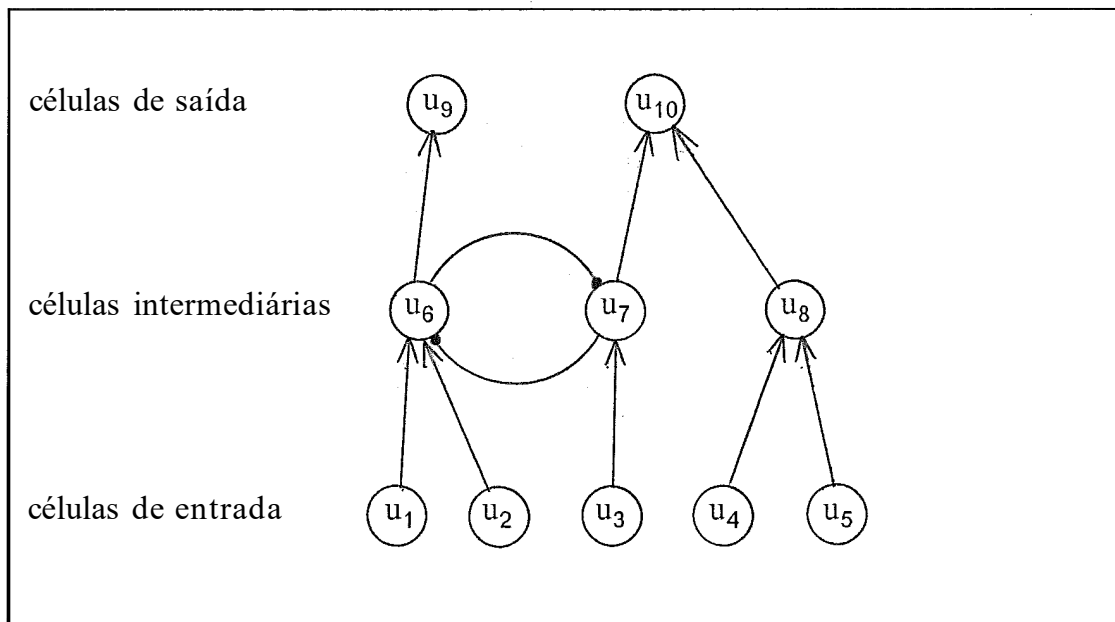 células de saída
u9
u10
células intermediárias
u6
u7
u8
células de entrada
u1
u2
u3
u4
u5